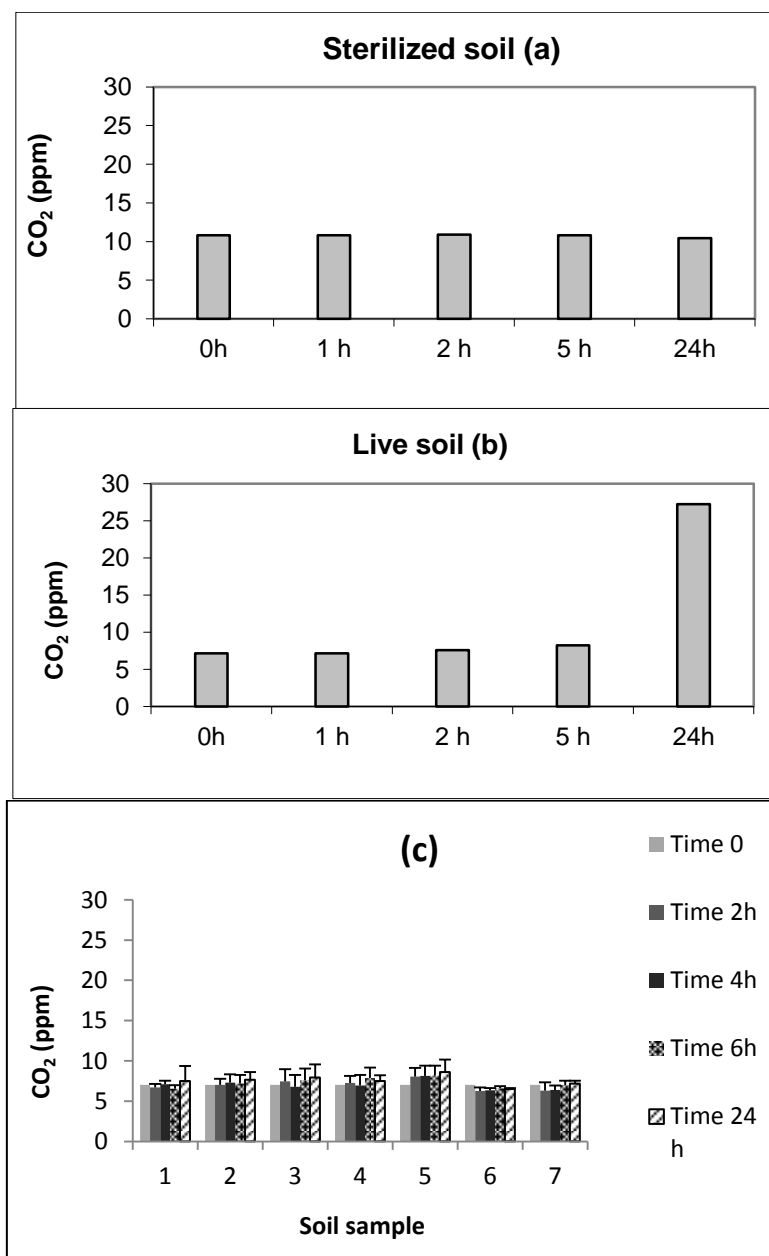 Sterilized soil (a)
CO₂ (ppm)
30
25
20
15
10
5
0
0h 1 h 2 h 5 h 24h
Live soil (b)
CO₂ (ppm)
30
25
20
15
10
5
0
0h 1 h 2 h 5 h 24h
(c)
CO₂ (ppm)
30
25
20
15
10
5
0
1 2 3 4 5 6 7
Soil sample
Time 0
Time 2h
Time 4h
Time 6h
Time 24
h